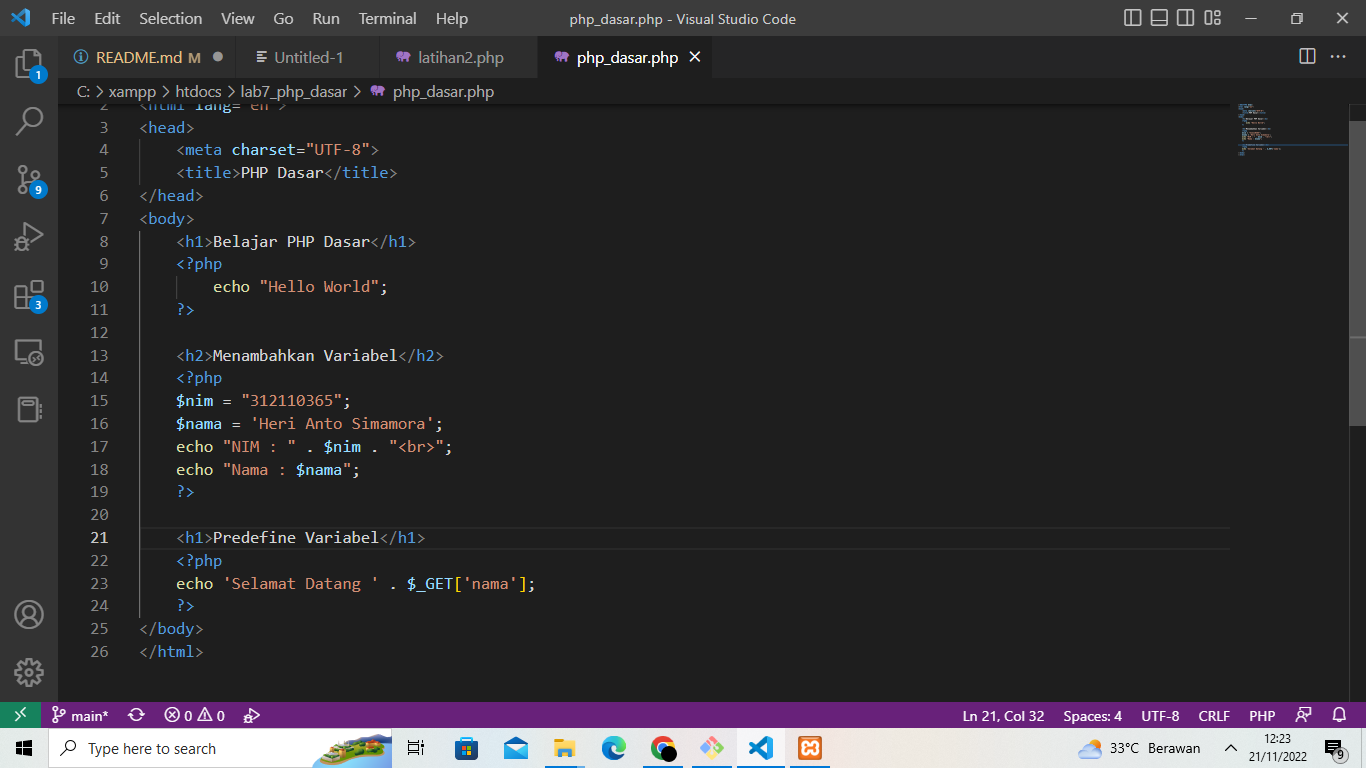 File Edit Selection View Go Run Terminal Help php_dasar.php - Visual Studio Code
README.md M Untitled-1 latihan2.php php_dasar.php
C: > xampp > htdocs > lab7_php_dasar > php_dasar.php
2 <html lang="en">
3 <head>
4 <meta charset="UTF-8">
5 <title>PHP Dasar</title>
6 </head>
7 <body>
8 <h1>Belajar PHP Dasar</h1>
9 <?php
10 echo "Hello World";
11 ?>
12
13 <h2>Menambahkan Variabel</h2>
14 <?php
15 $nim = "312110365";
16 $nama = 'Heri Anto Simamora';
17 echo "NIM : " . $nim . "<br>";
18 echo "Nama : $nama";
19 ?>
20
21 <h1>Predefine Variabel</h1>
22 <?php
23 echo 'Selamat Datang ' . $_GET['nama'];
24 ?>
25 </body>
26 </html>
1
9
3
main* 0 0 Ln 21, Col 32 Spaces: 4 UTF-8 CRLF PHP
Type here to search 33°C Berawan 12:23
21/11/2022 9